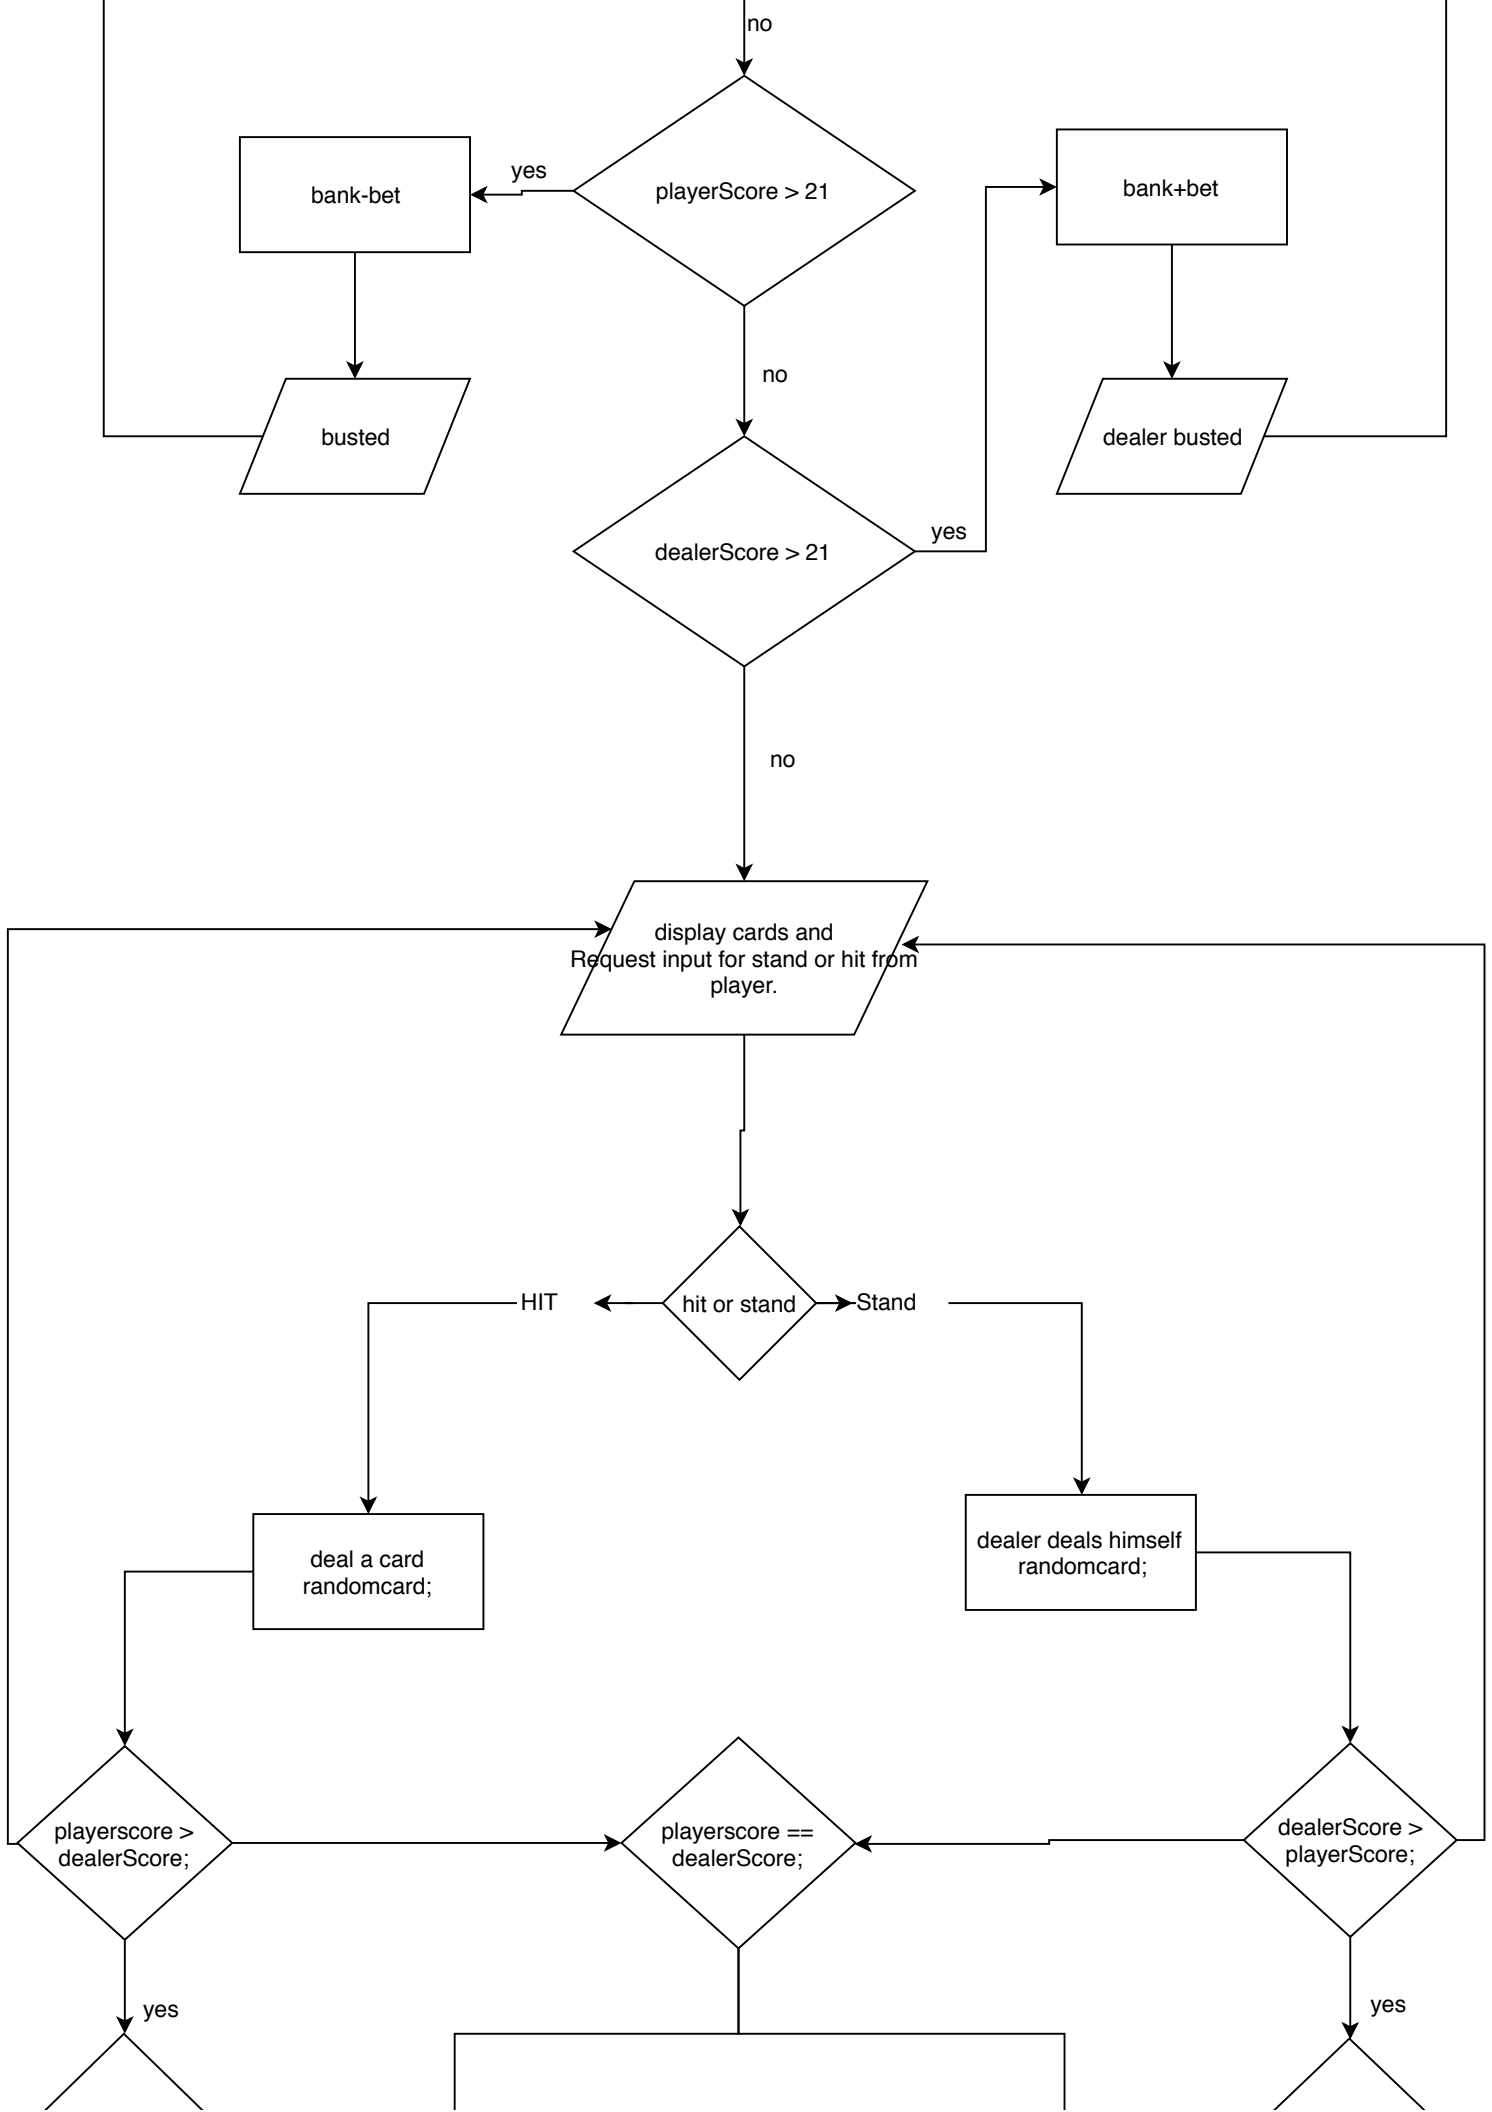 no
bank-bet
yes
playerScore > 21
bank+bet
no
busted
dealer busted
dealerScore > 21
yes
no
display cards and
Request input for stand or hit from
player.
HIT
hit or stand
Stand
deal a card
randomcard;
dealer deals himself
randomcard;
playerscore >
dealerScore;
playerscore ==
dealerScore;
dealerScore >
playerScore;
yes
yes